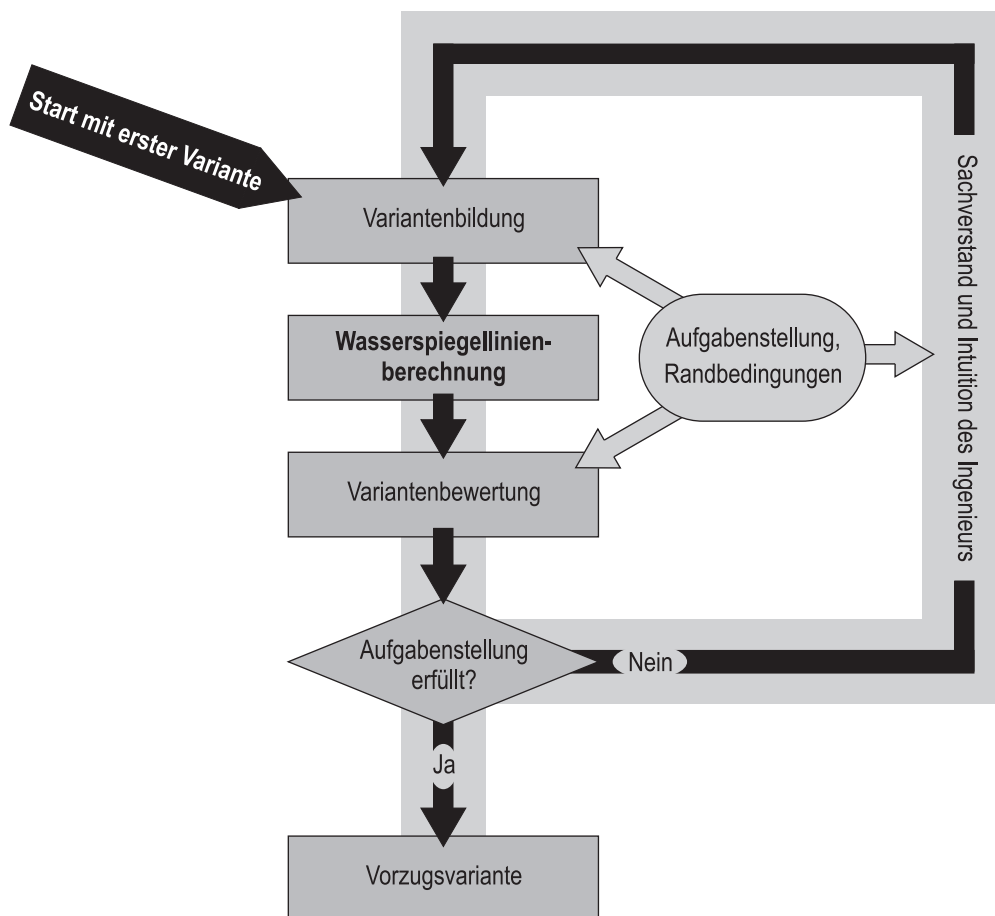 Start mit erster Variante
Variantenbildung
Wasserspiegellinien-
berechnung
Aufgabenstellung,
Randbedingungen
Variantenbewertung
Sachverstand und Intuition des Ingenieurs
Aufgabenstellung
erfüllt?
Nein
Ja
Vorzugsvariante